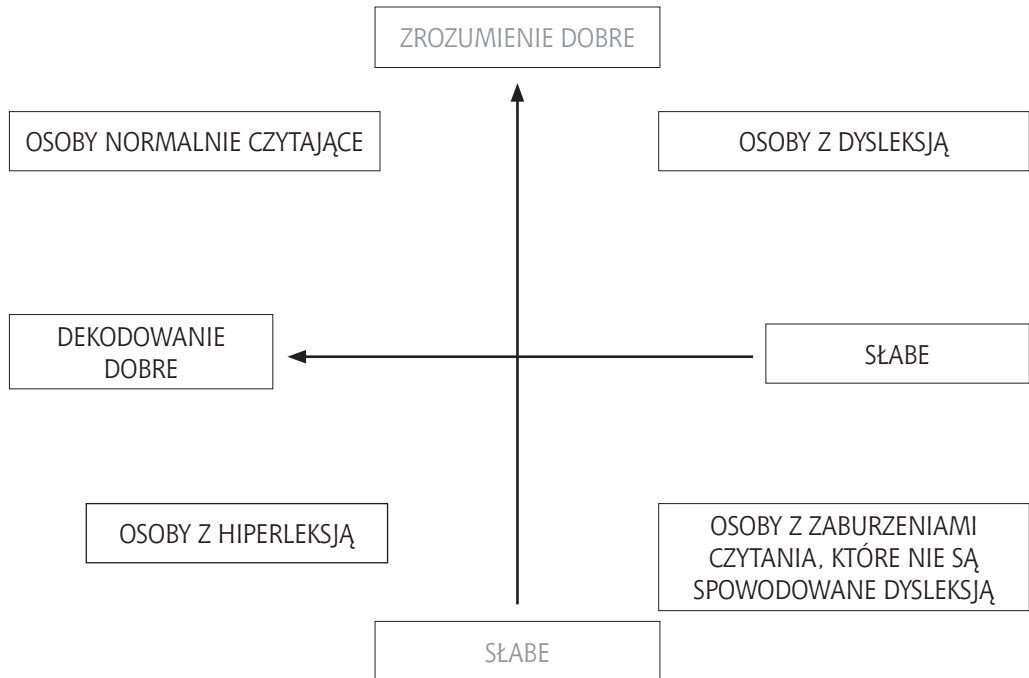 ZROZUMIENIE DOBRE
OSOBY NORMALNIE CZYTAJĄCE
OSOBY Z DYSLEKSJĄ
DEKODOWANIE
DOBRE
SŁABE
OSOBY Z HIPERLEKSJĄ
OSOBY Z ZABURZENIAMI
CZYTANIA, KTÓRE NIE SĄ
SPOWODOWANE DYSLEKSJĄ
SŁABE